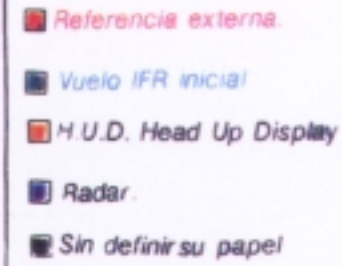 Referencia externa.
Vuelo IFR inicial
H.U.D. Head Up Display
Radar.
Sin definir su papel